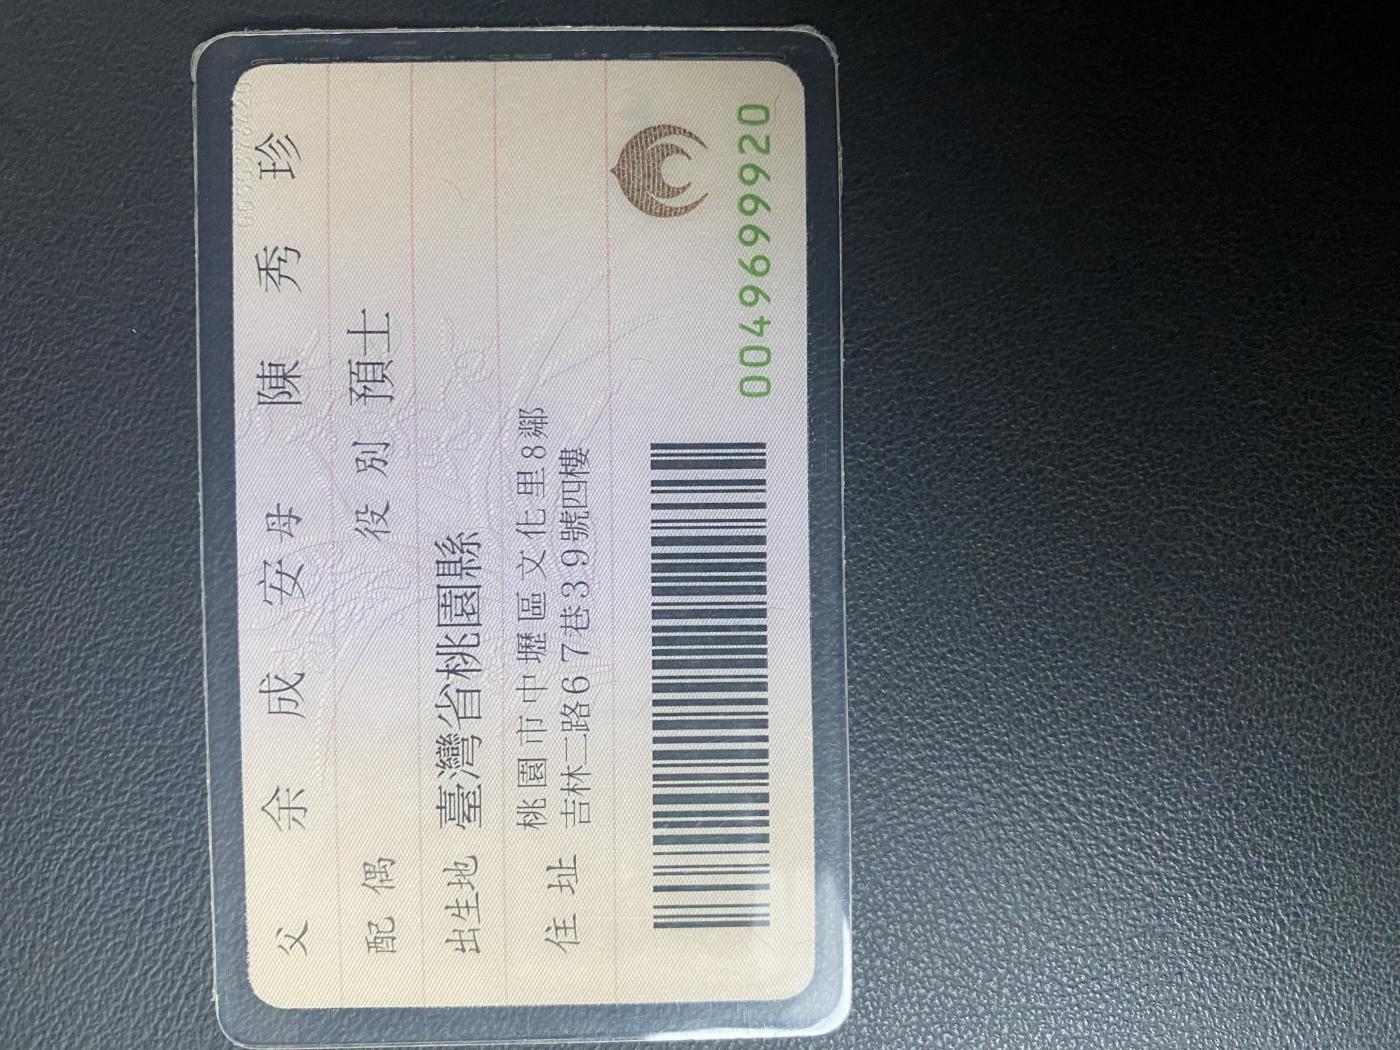 父 余成安 母 陳秀珍
配偶 役別 預士
出生地 臺灣省桃園縣
住址 桃園市中壢區文化里8鄰
吉林二路67巷39號四樓
0049699920